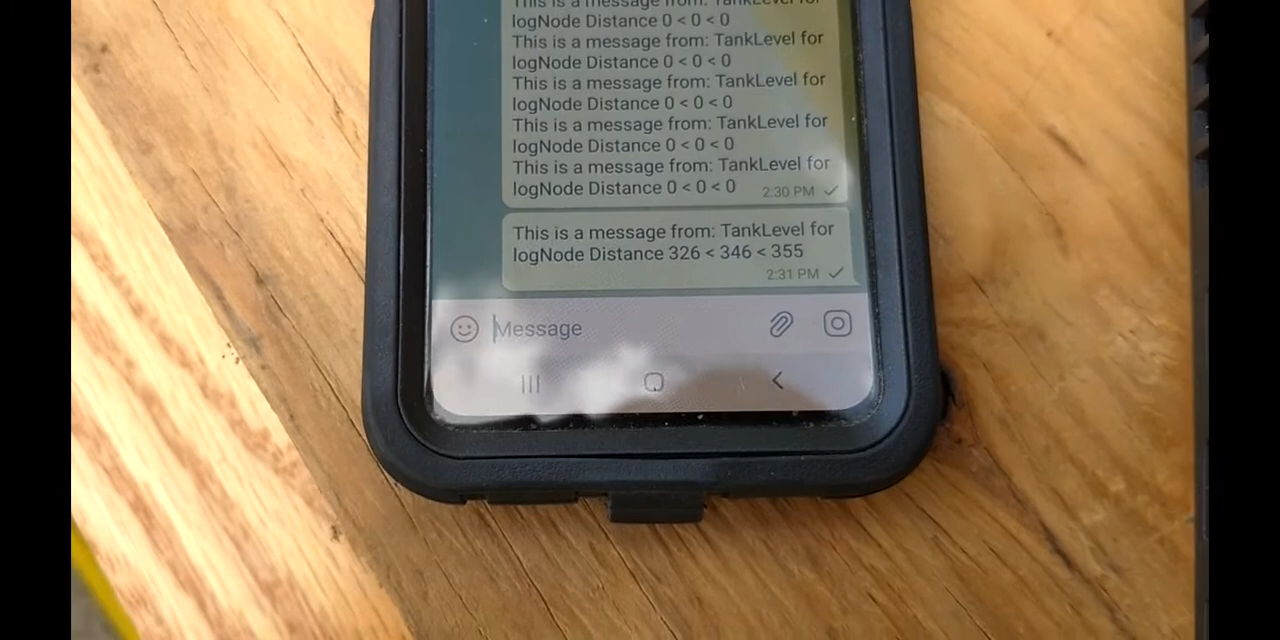 This is a message from: TankLevel for
logNode Distance 0 < 0 < 0
This is a message from: TankLevel for
logNode Distance 0 < 0 < 0
This is a message from: TankLevel for
logNode Distance 0 < 0 < 0
This is a message from: TankLevel for
logNode Distance 0 < 0 < 0
This is a message from: TankLevel for
logNode Distance 0 < 0 < 0
2:30 PM
This is a message from: TankLevel for
logNode Distance 326 < 346 < 355
2:31 PM
Message